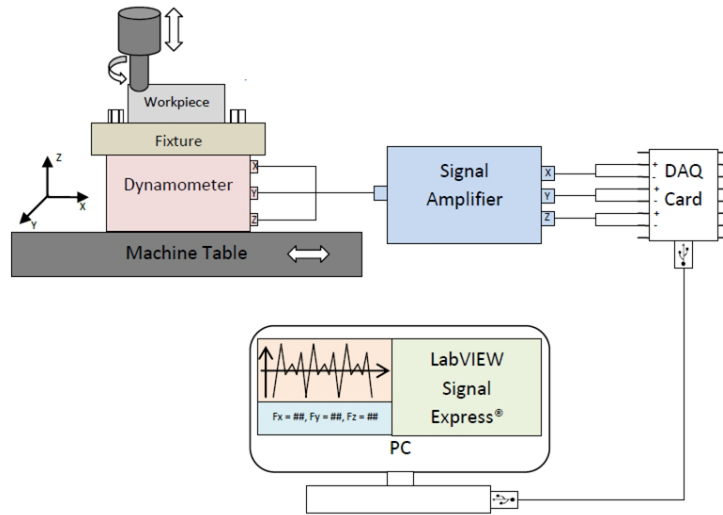 Workpiece
Fixture
Dynamometer
X
Y
Z
Z
X
Y
Machine Table
Signal
Amplifier
X
Y
Z
+
-
+
-
+
-
DAQ
Card
LabVIEW
Signal
Express®
Fx = ##, Fy = ##, Fz = ##
PC